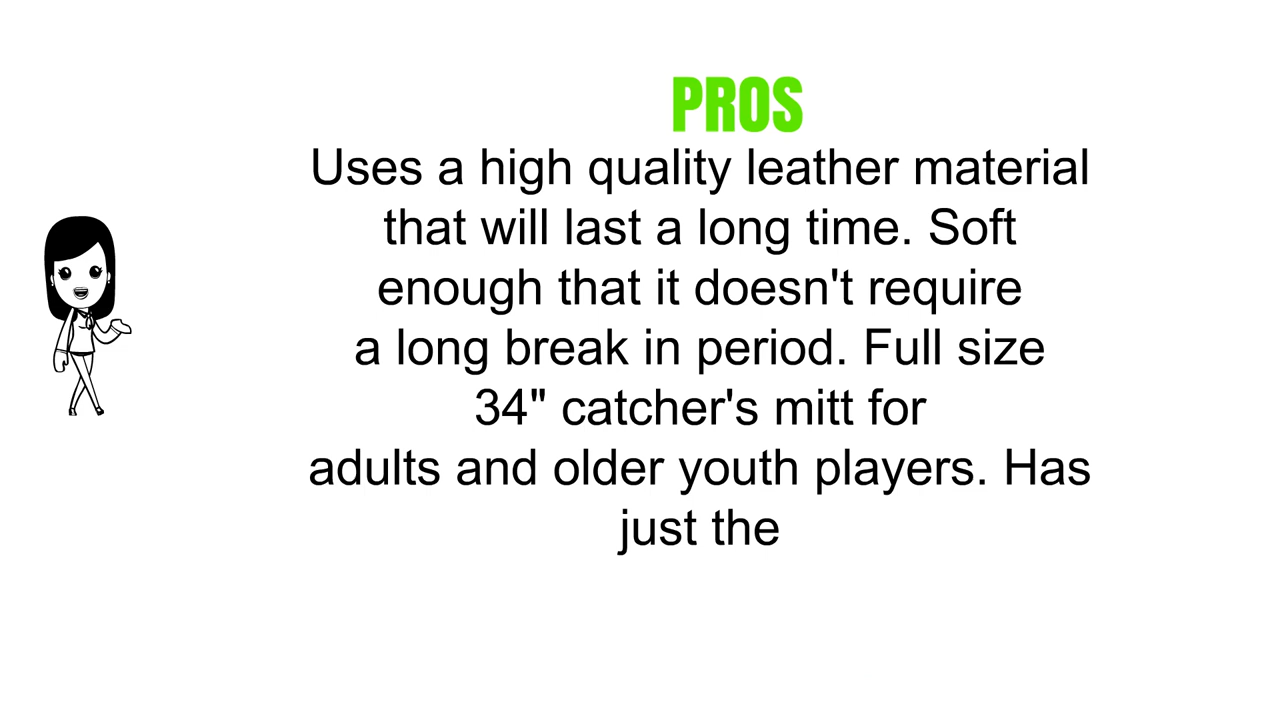 PROS
Uses a high quality leather material
that will last a long time. Soft
enough that it doesn't require
a long break in period. Full size
34" catcher's mitt for
adults and older youth players. Has
just the